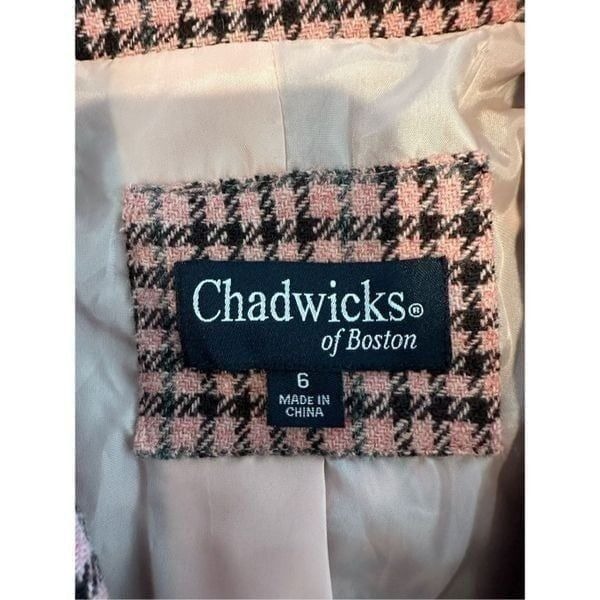 Chadwicks®
of Boston
6
MADE IN
CHINA